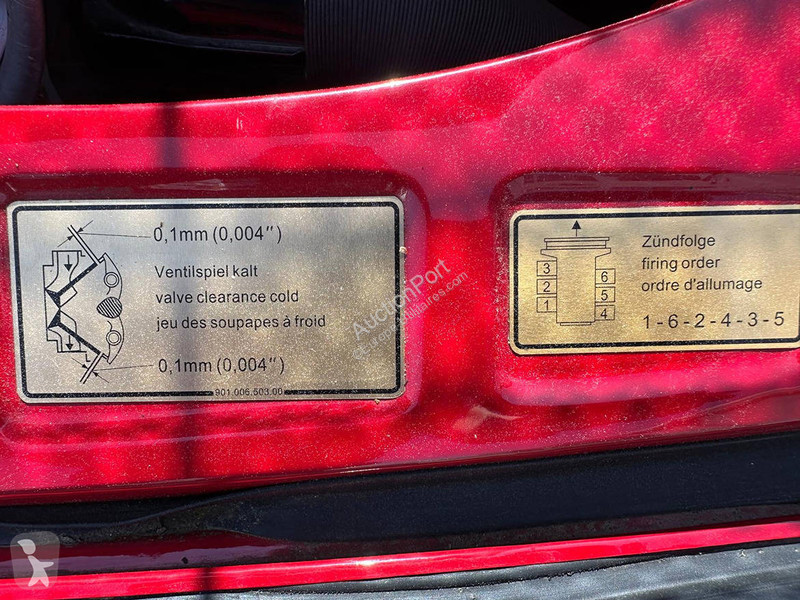 0,1mm (0,004″)
Ventilspiel kalt
valve clearance cold
jeu des soupapes á froid
0,1mm (0,004″)
901.006.503.00
Zündfolge
firing order
ordre d'allumage
3
2
1
6
5
4
1-6-2-4-3-5
AuctionPort